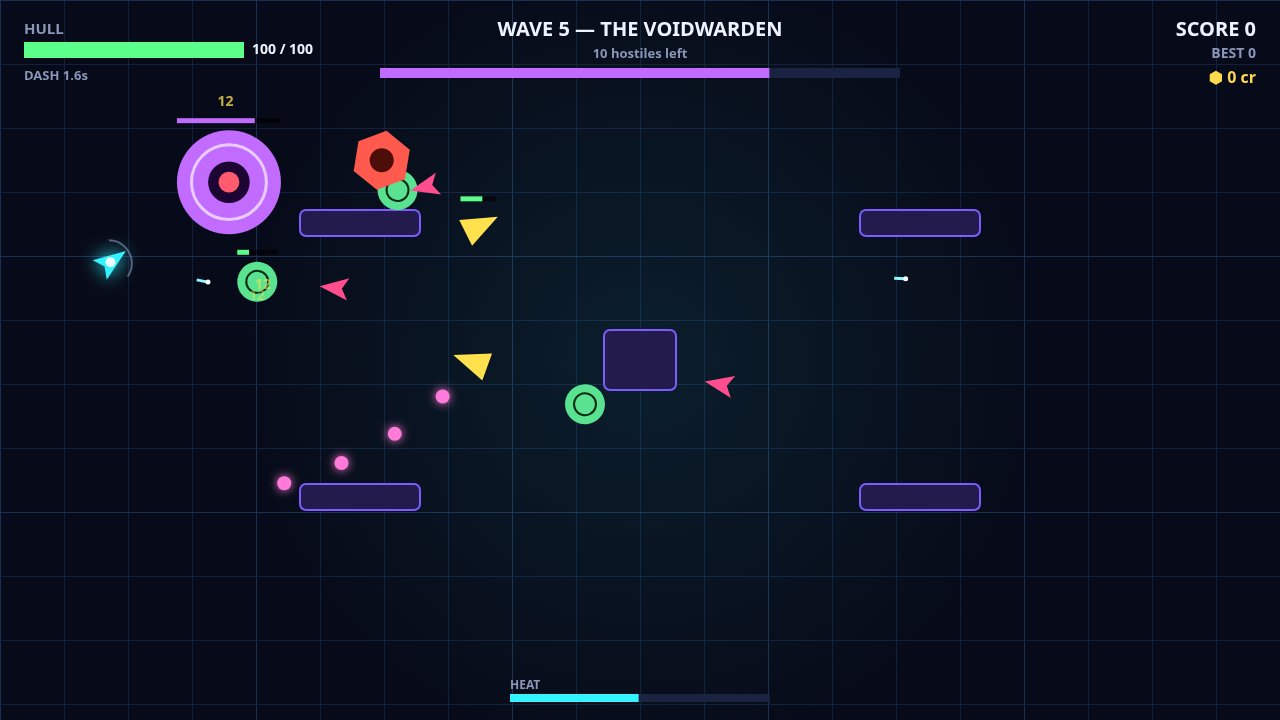 HULL
100 / 100
DASH 1.6s
WAVE 5 — THE VOIDWARDEN
10 hostiles left
SCORE 0
BEST 0
0 cr
12
HEAT